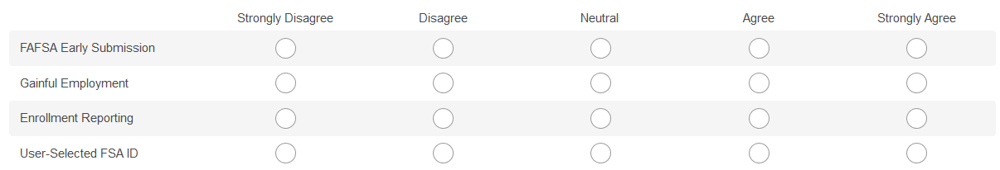 Strongly Disagree Disagree Neutral Agree Strongly Agree
FAFSA Early Submission
Gainful Employment
Enrollment Reporting
User-Selected FSA ID